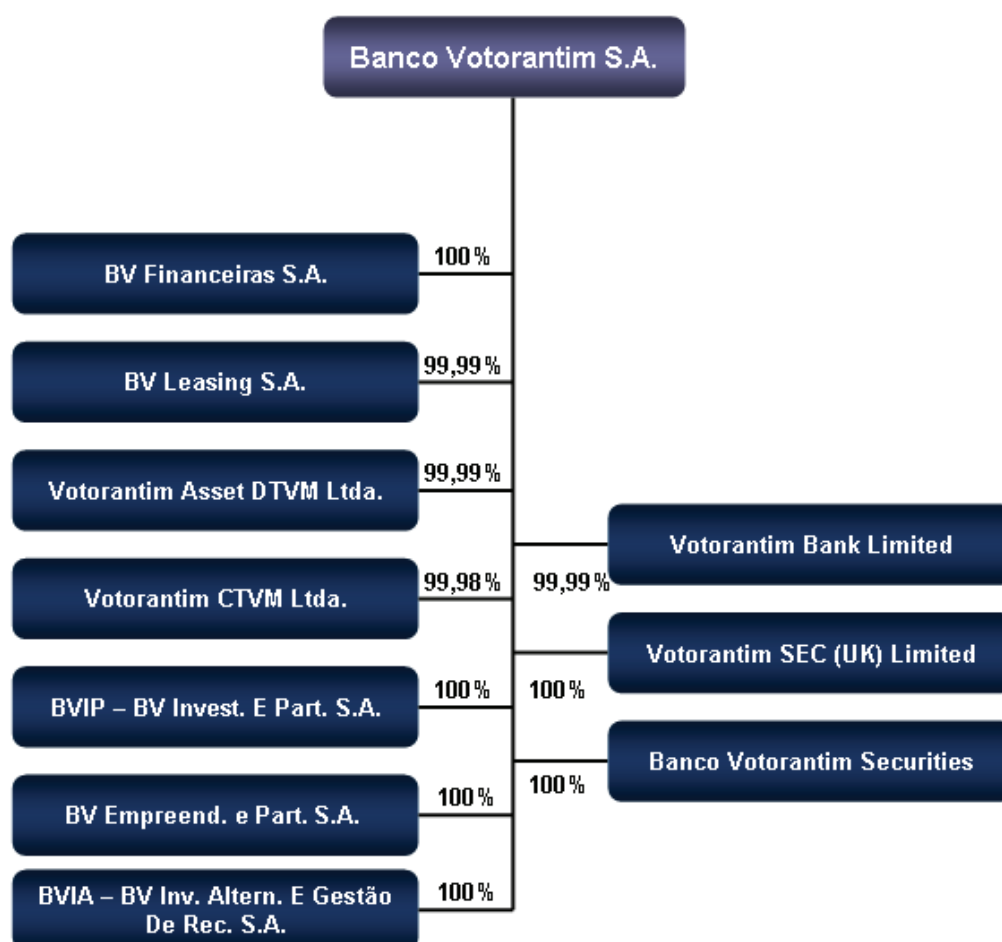 Banco Votorantim S.A.
BV Financeiras S.A.
100%
BV Leasing S.A.
99,99%
Votorantim Asset DTVM Ltda.
99,99%
Votorantim Bank Limited
99,99%
Votorantim CTVM Ltda.
99,98%
Votorantim SEC (UK) Limited
100%
BVIP – BV Invest. E Part. S.A.
100%
Banco Votorantim Securities
100%
BV Empreend. e Part. S.A.
100%
BVIA – BV Inv. Altern. E Gestão
De Rec. S.A.
100%